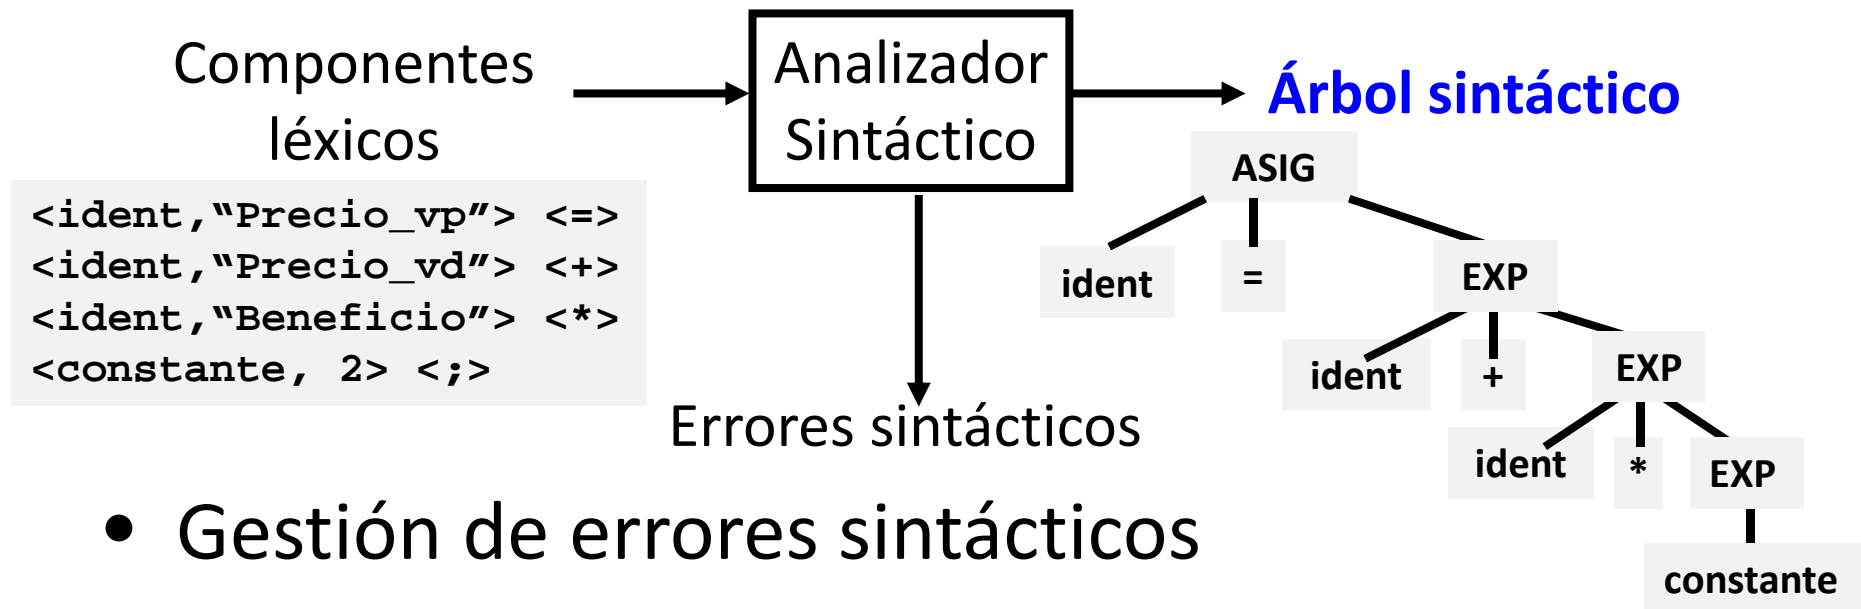 Componentes
léxicos
<ident,“Precio_vp”> <=>
<ident,“Precio_vd”> <+>
<ident,“Beneficio”> <*>
<constante, 2> <;>
Analizador
Sintáctico
Errores sintácticos
Árbol sintáctico
ASIG
ident = EXP
ident + EXP
ident * EXP
constante
• Gestión de errores sintácticos